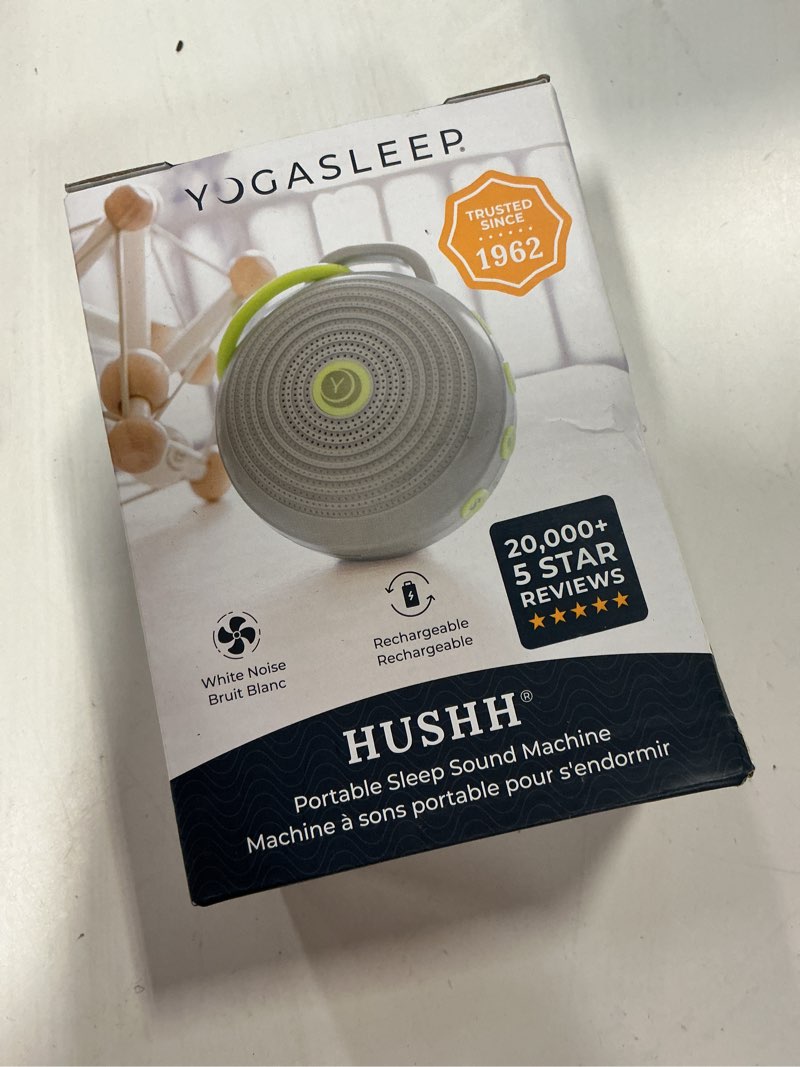 YOGASLEEP.
TRUSTED
SINCE
1962
Y
20,000+
5 STAR
REVIEWS
White Noise
Bruit Blanc
Rechargeable
Rechargeable
HUSHH®
Portable Sleep Sound Machine
Machine à sons portable pour s'endormir